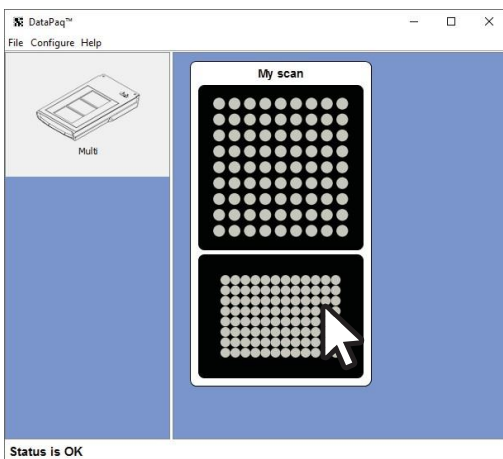 DataPaq™
File Configure Help
Multi
My scan
Status is OK